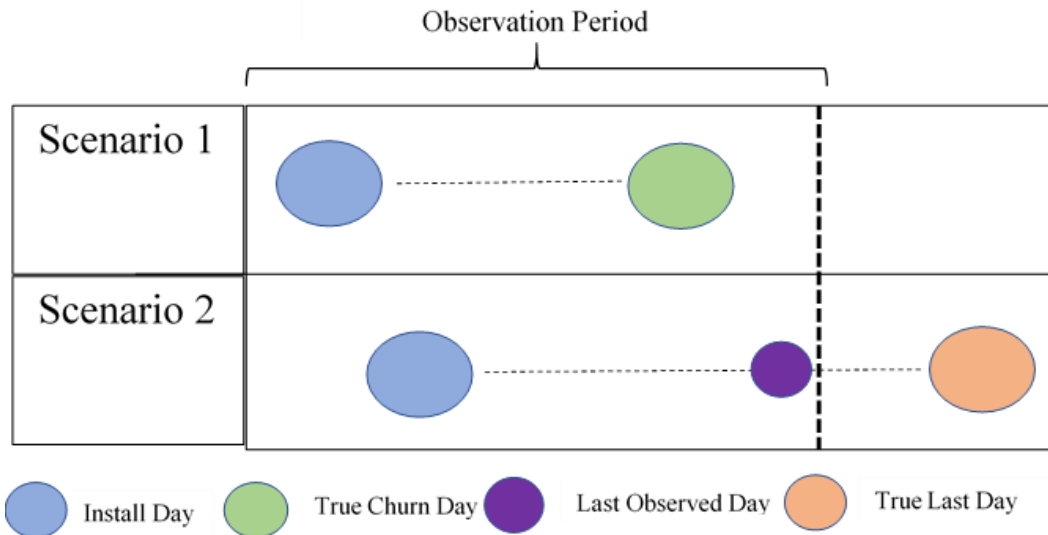 Observation Period
Scenario 1
Scenario 2
Install Day
True Churn Day
Last Observed Day
True Last Day